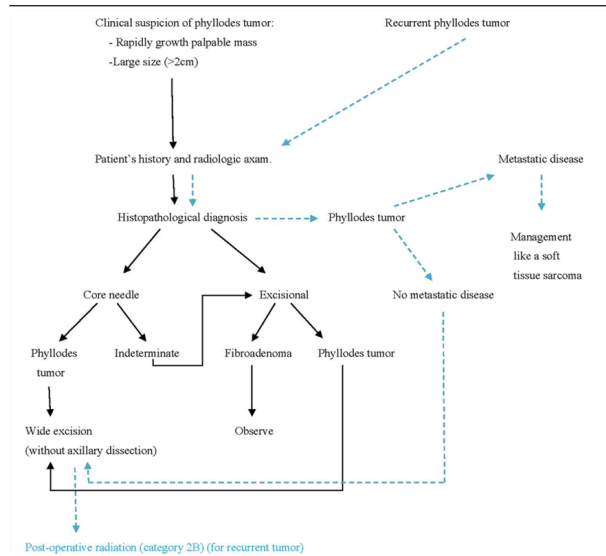 Clinical suspicion of phyllodes tumor:
- Rapidly growth palpable mass
-Large size (>2cm)
Recurrent phyllodes tumor
Patient's history and radiologic axam.
Metastatic disease
Histopathological diagnosis
Phyllodes tumor
Management
like a soft
tissue sarcoma
Core needle
Excisional
No metastatic disease
Phyllodes
tumor
Indeterminate
Fibroadenoma
Phyllodes tumor
Wide excision
(without axillary dissection)
Observe
Post-operative radiation (category 2B) (for recurrent tumor)